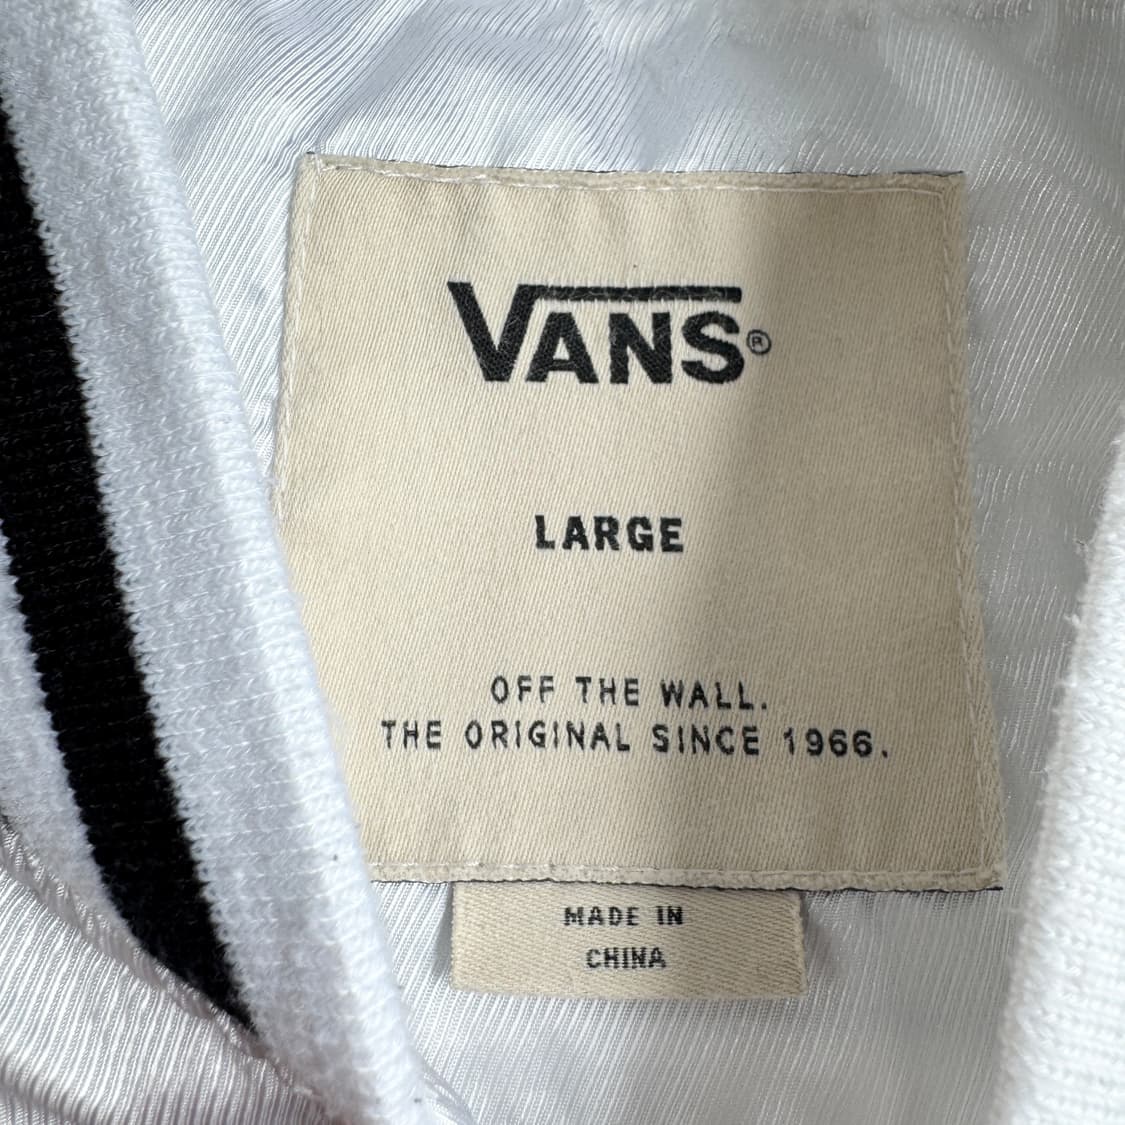 VANS®
LARGE
OFF THE WALL.
THE ORIGINAL SINCE 1966.
MADE IN
CHINA